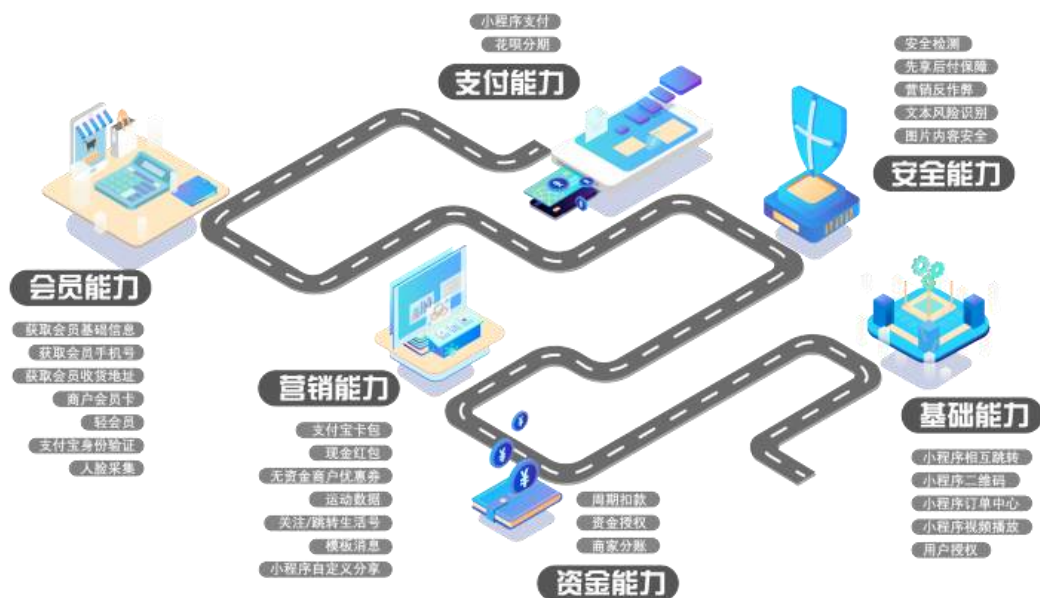 小程序支付
花呗分期
支付能力
安全检测
先享后付保障
营销反作弊
文本风险识别
图片内容安全
安全能力
会员能力
获取会员基础信息
获取会员手机号
获取会员收货地址
商户会员卡
轻会员
支付宝身份验证
人脸采集
营销能力
支付宝卡包
现金红包
无资金商户优惠券
运动数据
关注/跳转生活号
模板消息
小程序自定义分享
周期扣款
资金授权
商家分账
资金能力
基础能力
小程序相互跳转
小程序二维码
小程序订单中心
小程序视频播放
用户授权